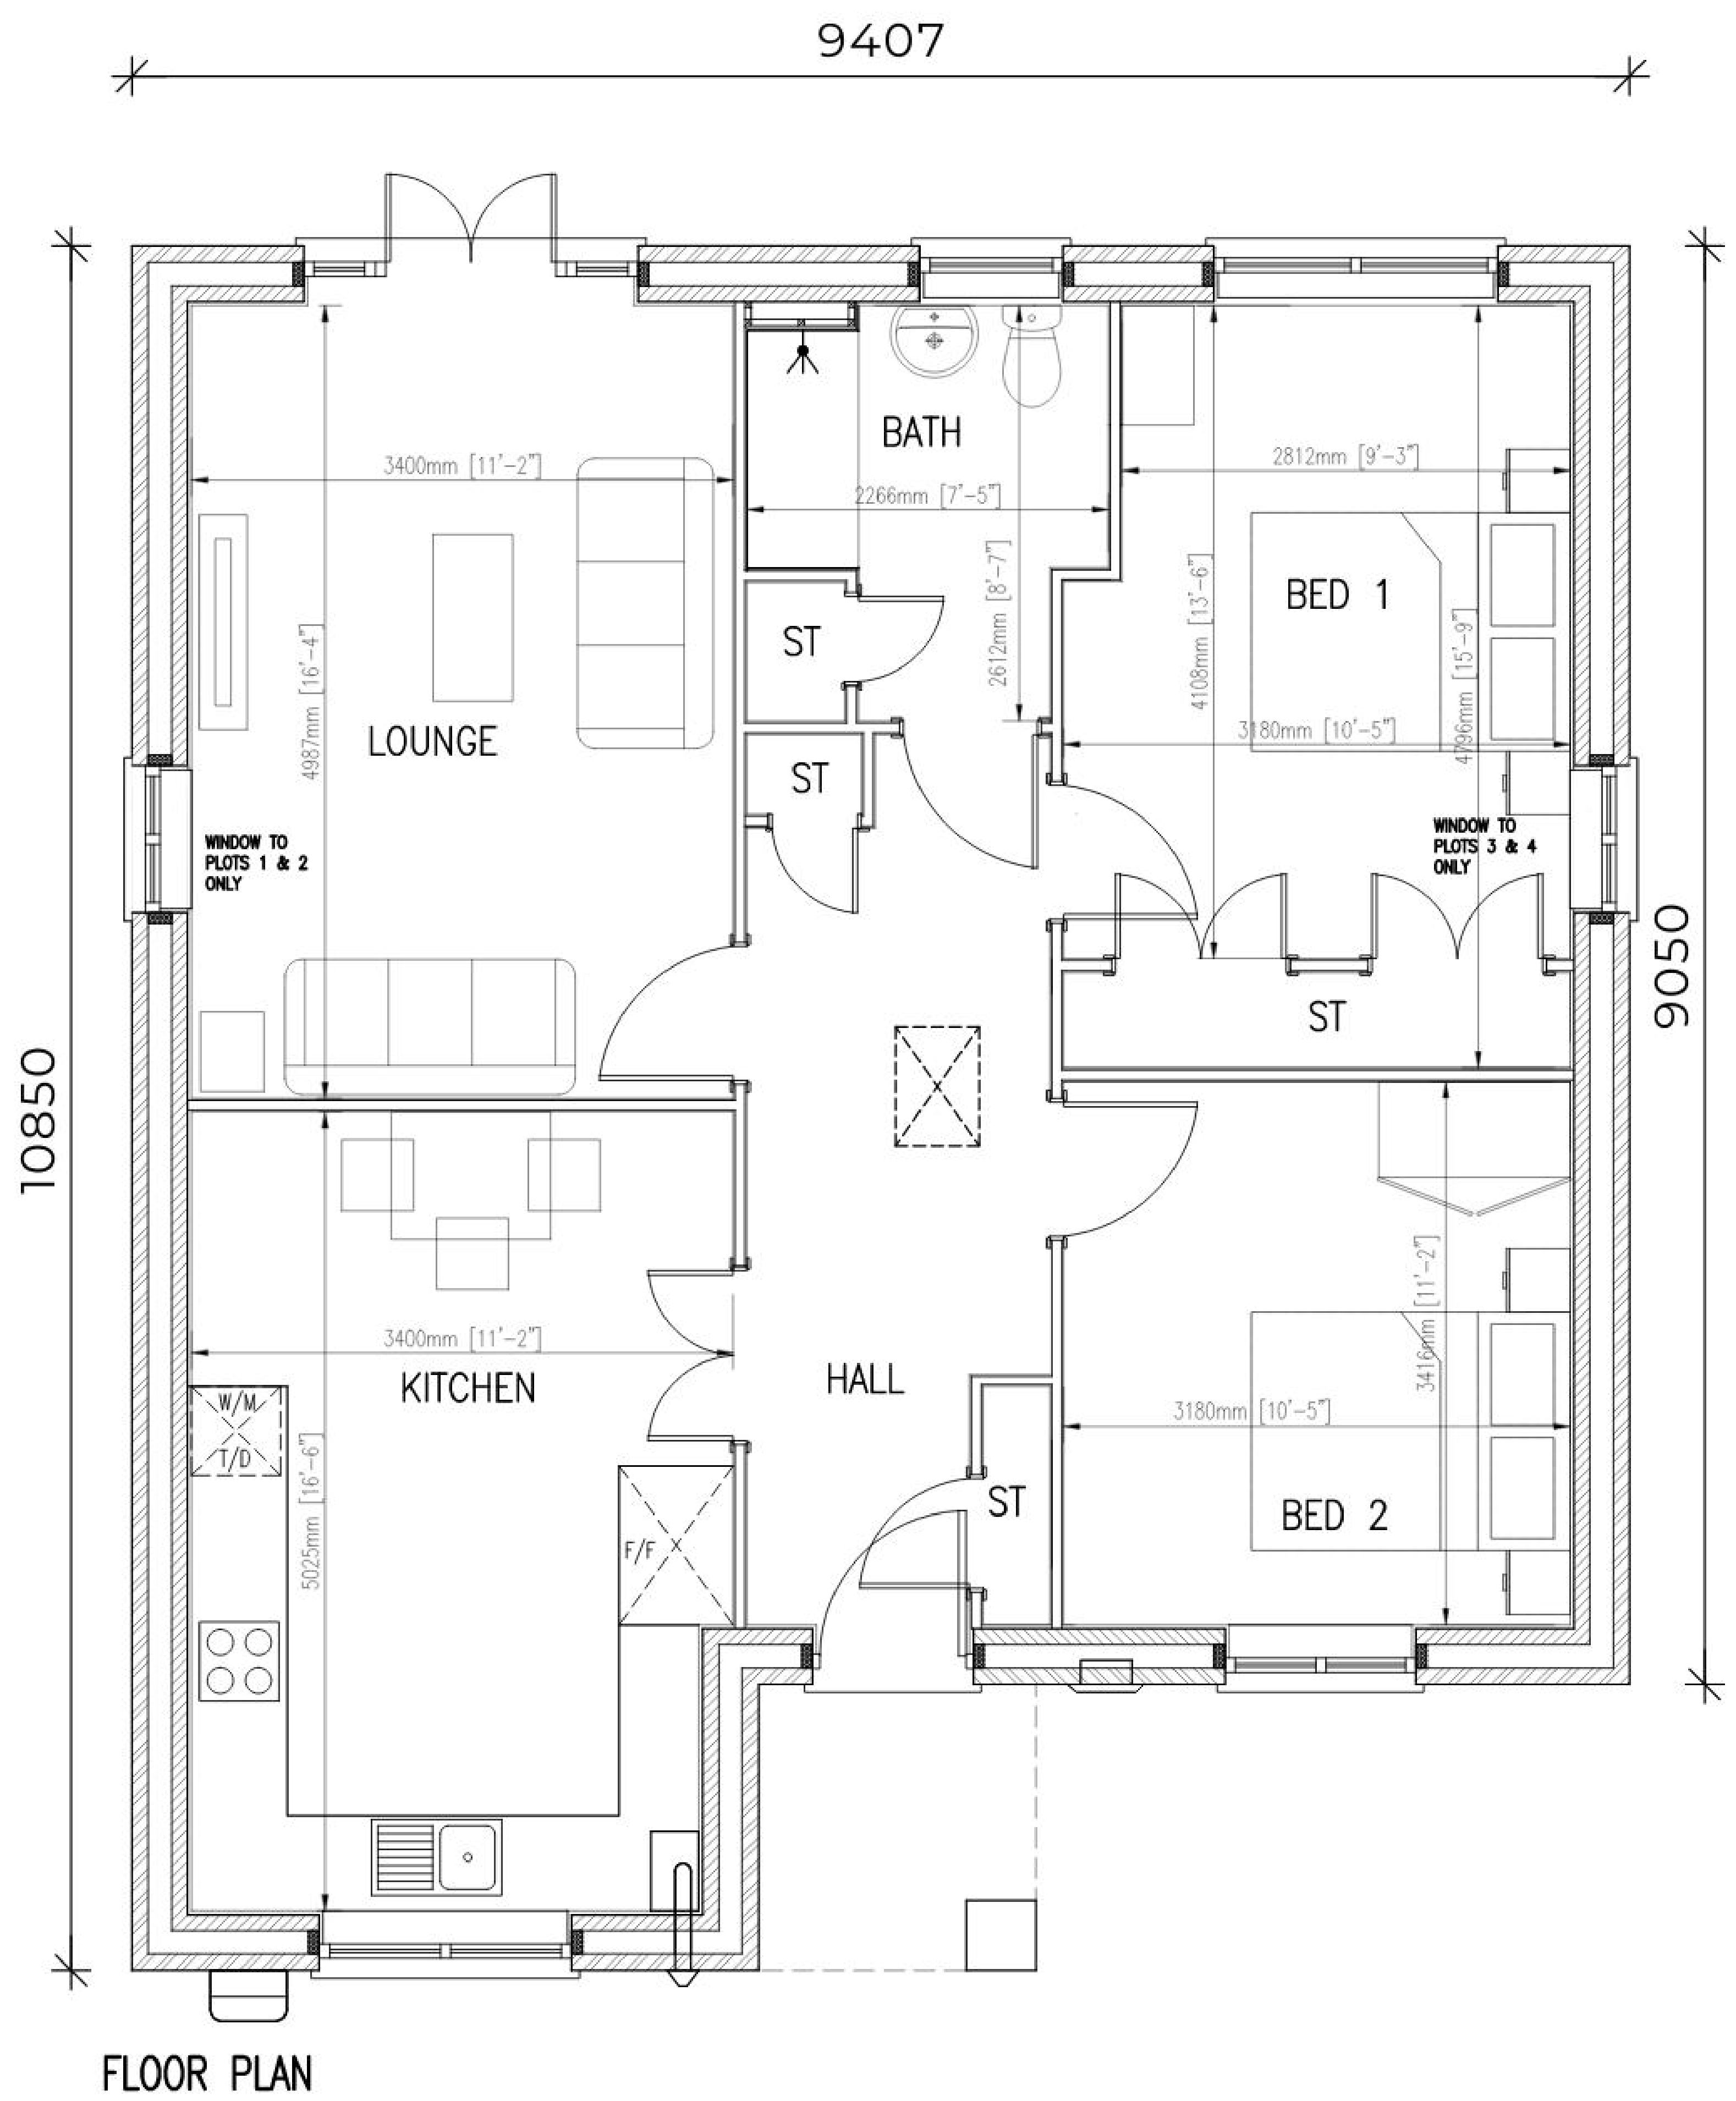 9407
BATH
3400mm [11'-2"]
2812mm [9'-3"]
2266mm [7'-5"]
BED 1
ST
2612mm [8'-7"]
4108mm [13'-6"]
4796mm [15'-9"]
4987mm [16'-4"]
LOUNGE
3180mm [10'-5"]
ST
WINDOW TO
PLOTS 1 & 2
ONLY
WINDOW TO
PLOTS 3 & 4
ONLY
9050
ST
10850
3416mm [11'-2"]
3400mm [11'-2"]
KITCHEN
HALL
W/M
T/D
3180mm [10'-5"]
5025mm [16'-6"]
ST
BED 2
F/F
FLOOR PLAN